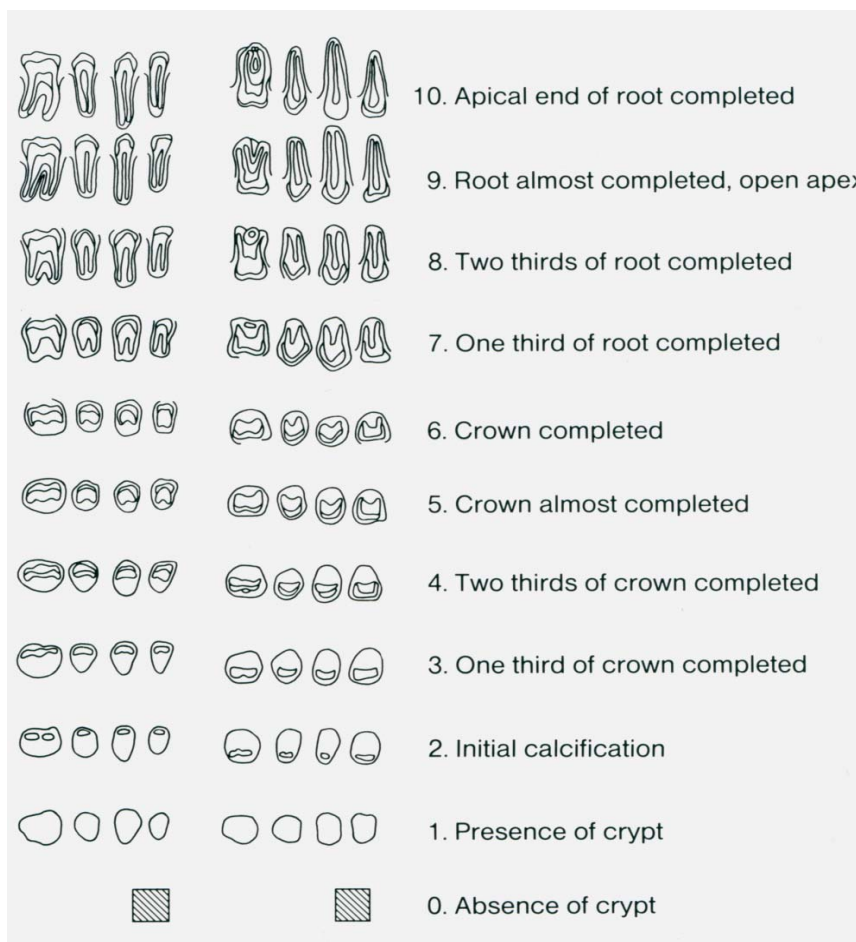 10. Apical end of root completed
9. Root almost completed, open apex
8. Two thirds of root completed
7. One third of root completed
6. Crown completed
5. Crown almost completed
4. Two thirds of crown completed
3. One third of crown completed
2. Initial calcification
1. Presence of crypt
0. Absence of crypt